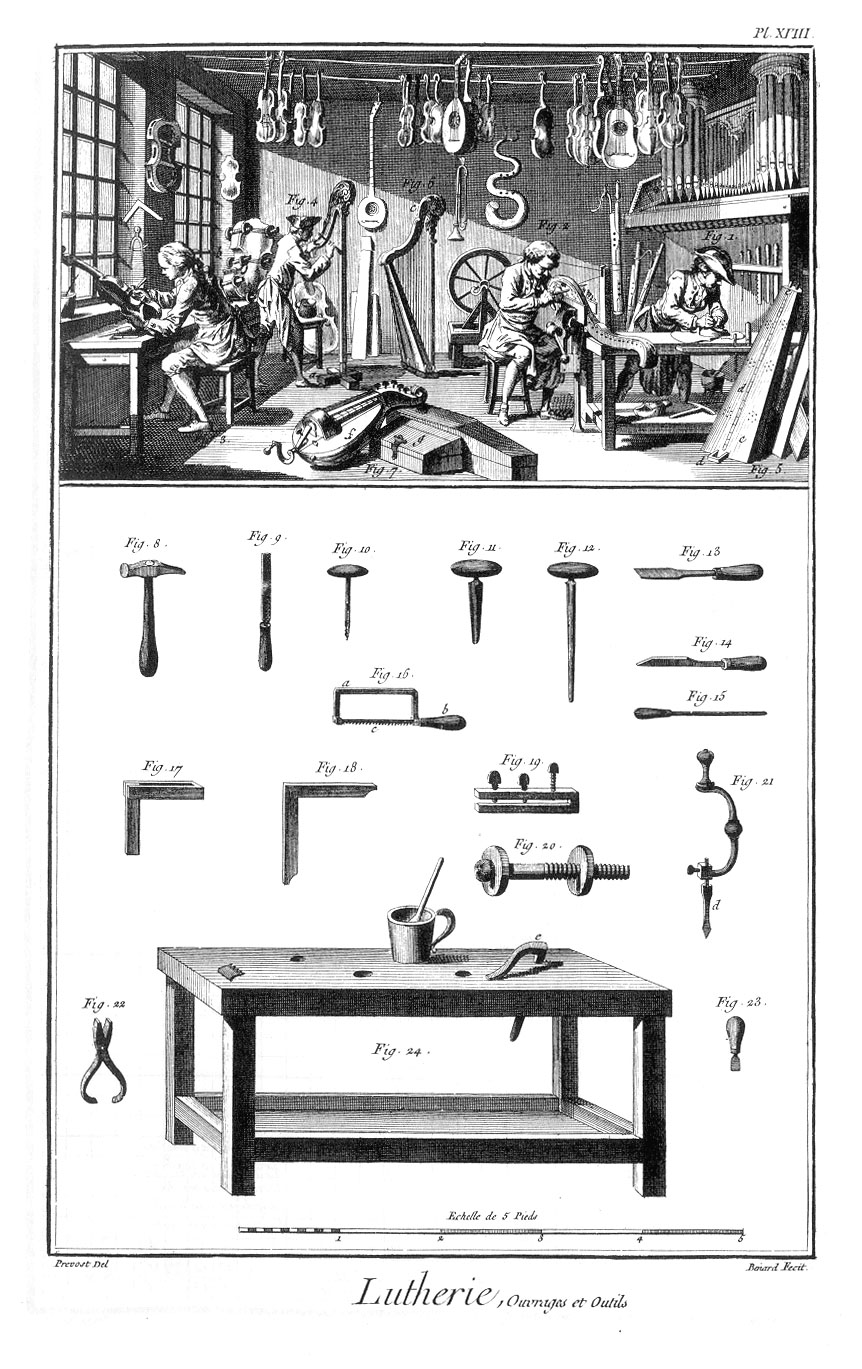 Pl. XVIII.
Fig. 4
Fig. 6
c
Fig. 2
Fig. 1.
3
f
A
Fig. 7
d
c
d
Fig. 5.
Fig. 8.
Fig. 9.
Fig. 10.
Fig. 11.
Fig. 12.
Fig. 13
Fig. 14
Fig. 15
Fig. 16.
a
b
c
Fig. 17
Fig. 18.
Fig. 19.
Fig. 20.
Fig. 21
d
e
Fig. 22
Fig. 23.
Fig. 24.
Echelle de 5 Pieds
1 2 3 4 5
Prevost Del
Benard Fecit.
Lutherie, Ouvrages et Outils